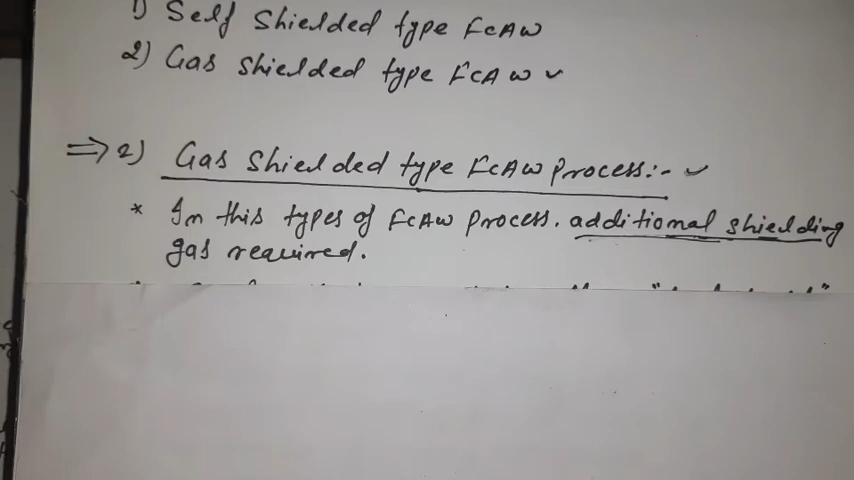 1) Self Shielded type FCAW
2) Gas Shielded type FCAW ✓
⇒ 2) Gas Shielded type FCAW Process:- ✓
* In this types of FCAW Process. additional shielding
gas required.